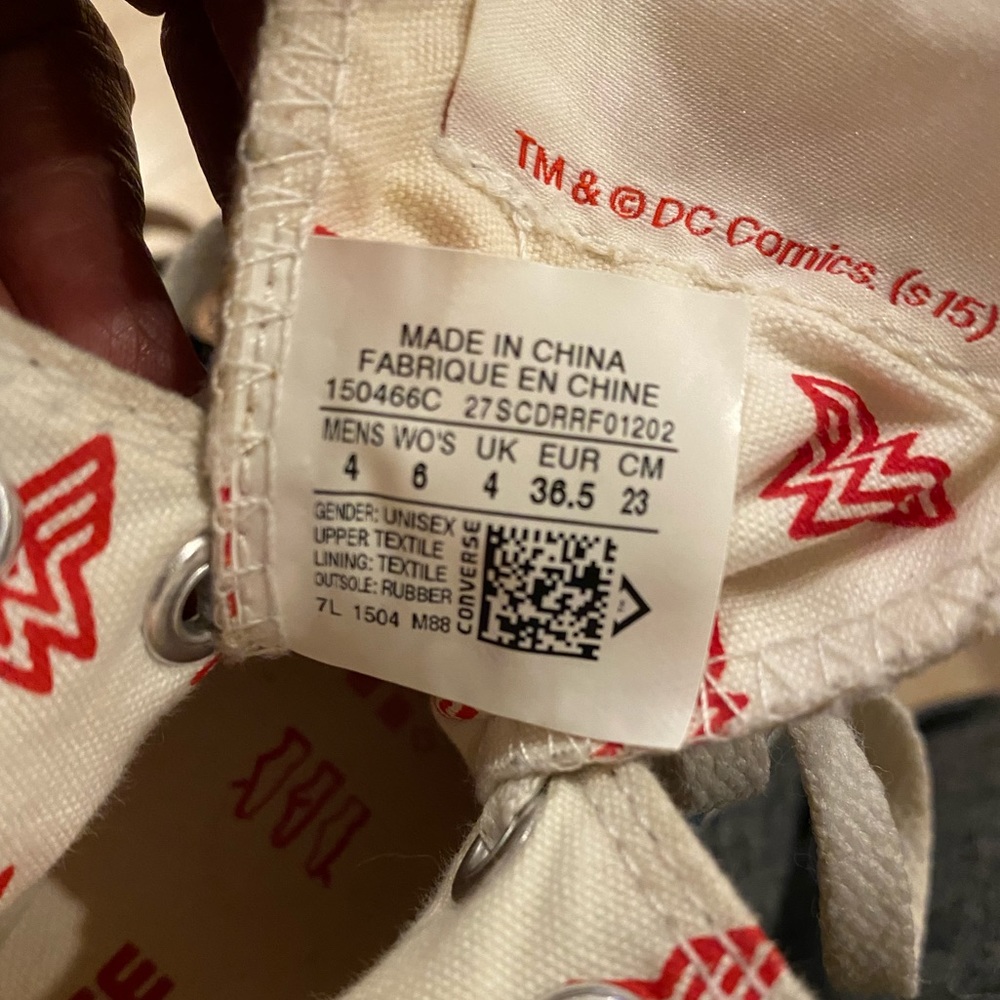 TM & © DC Comics. (s15)
MADE IN CHINA
FABRIQUE EN CHINE
150466C 27SCDRRF01202
MENS WO'S UK EUR CM
4 6 4 36.5 23
GENDER: UNISEX
UPPER TEXTILE
LINING: TEXTILE
OUTSOLE: RUBBER
7L 1504 M88
CONVERSE